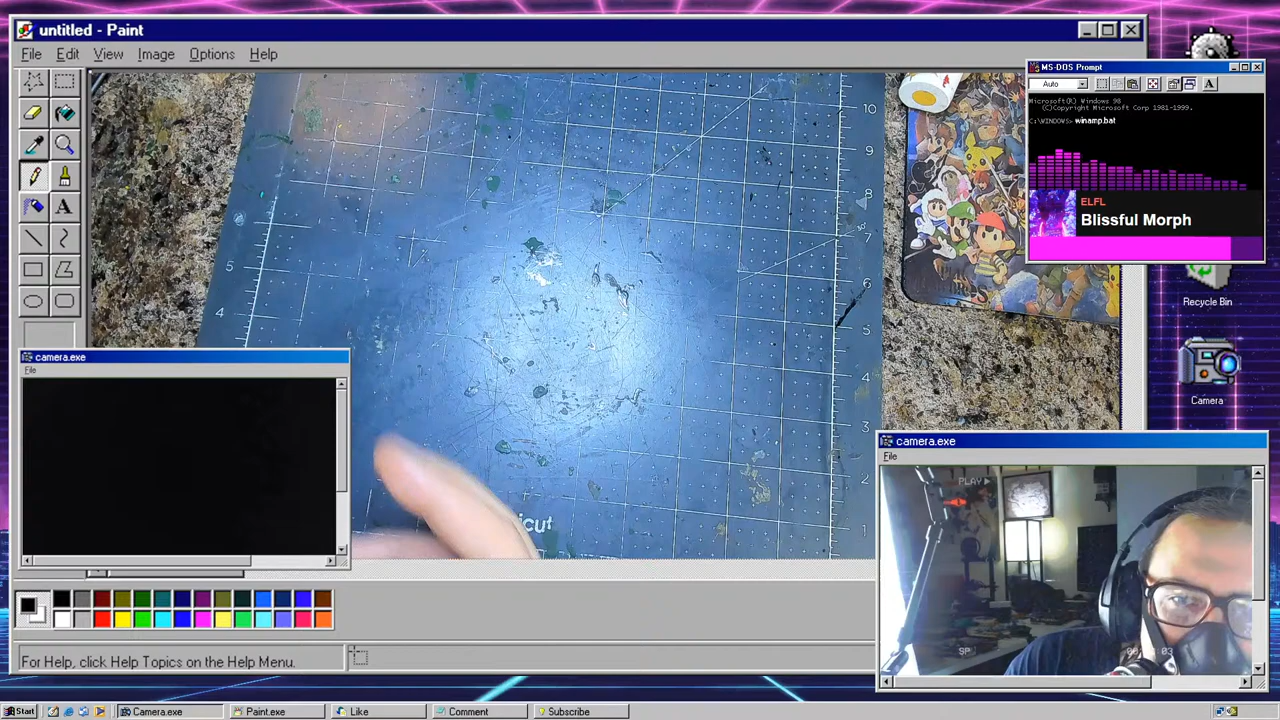 untitled - Paint
File Edit View Image Options Help
10
9
8
6
5
4
3
2
1
5
4
icut
MS-DOS Prompt
Auto
Microsoft(R) Windows 98
(C)Copyright Microsoft Corp 1981-1999.
C:\WINDOWS> winamp.bat
ELFL
Blissful Morph
Recycle Bin
Camera
camera.exe
File
camera.exe
File
PLAY
SP
For Help, click Help Topics on the Help Menu.
Start Camera.exe Paint.exe Like Comment Subscribe